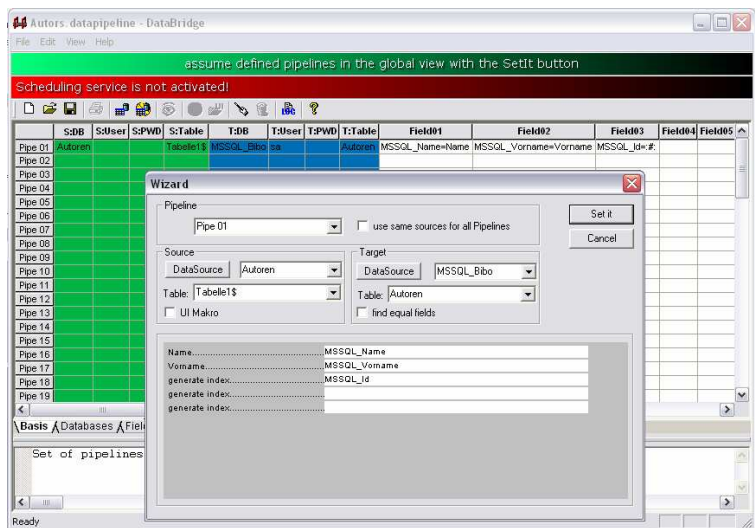 Autors.datapipeline - DataBridge
File Edit View Help
assume defined pipelines in the global view with the SetIt button
Scheduling service is not activated!
S:DB S:User S:PWD S:Table T:DB T:User T:PWD T:Table Field01 Field02 Field03 Field04 Field05
Pipe 01 Autoren Tabelle1$ MSSQL_Bibo sa Autoren MSSQL_Name=Name MSSQL_Vorname=Vorname MSSQL_Id=:#:
Pipe 02
Pipe 03
Pipe 04
Pipe 05
Pipe 06
Pipe 07
Pipe 08
Pipe 09
Pipe 10
Pipe 11
Pipe 12
Pipe 13
Pipe 14
Pipe 15
Pipe 16
Pipe 17
Pipe 18
Pipe 19
Basis Databases Fiel
Set of pipelines
Ready
Wizard
Pipeline
Pipe 01 use same sources for all Pipelines
Set it
Cancel
Source
DataSource Autoren
Table: Tabelle1$
UI Makro
Target
DataSource MSSQL_Bibo
Table: Autoren
find equal fields
Name MSSQL_Name
Vorname MSSQL_Vorname
generate index MSSQL_Id
generate index
generate index